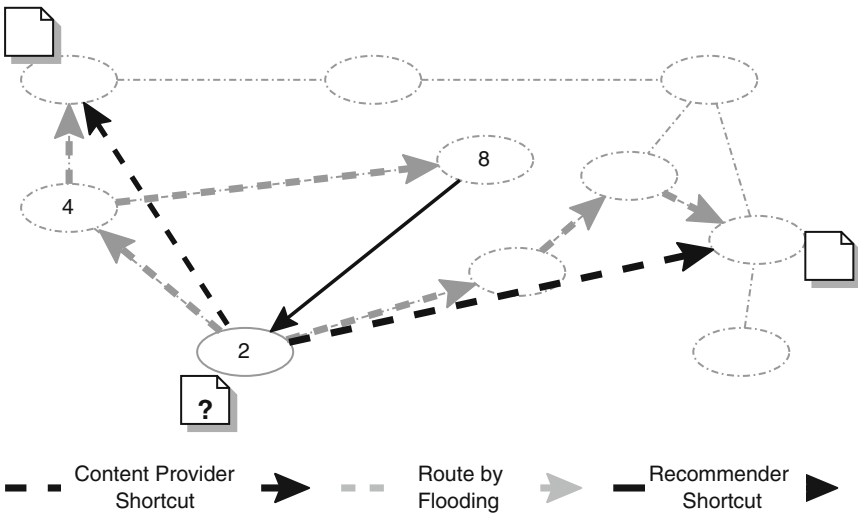 8
4
2
?
Content Provider
Shortcut
Route by
Flooding
Recommender
Shortcut